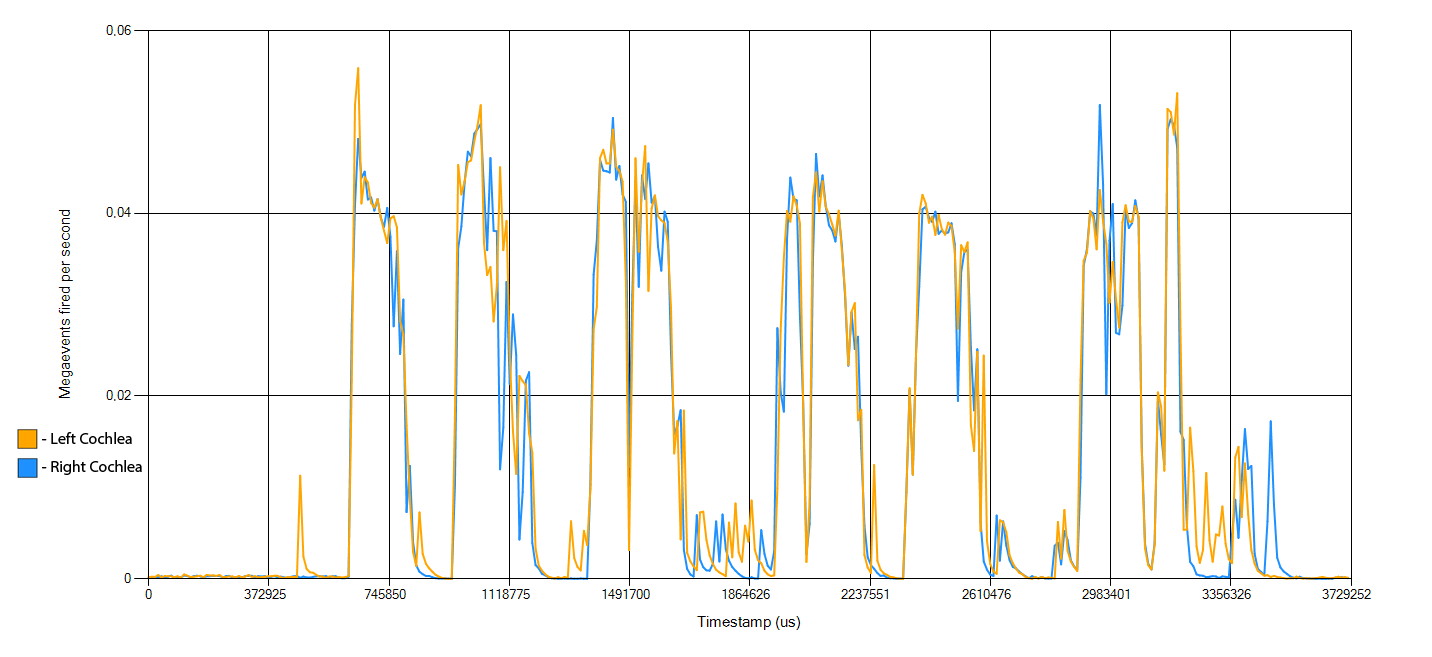 0,06
0,04
0,02
0
Megaevents fired per second
- Left Cochlea
- Right Cochlea
0 372925 745850 1118775 1491700 1864626 2237551 2610476 2983401 3356326 3729252
Timestamp (us)